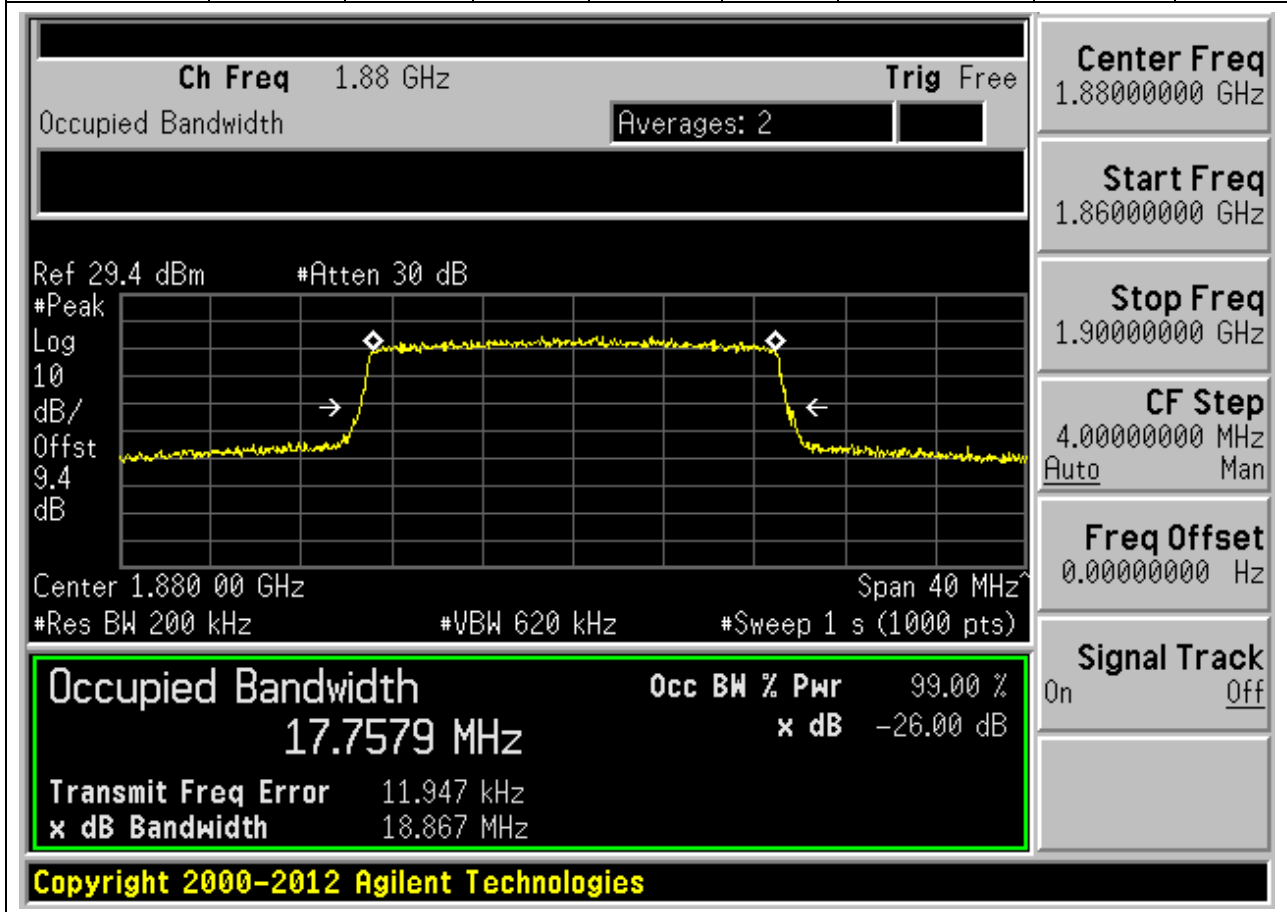 Ch Freq 1.88 GHz Trig Free
Occupied Bandwidth Averages: 2
Ref 29.4 dBm #Atten 30 dB
#Peak
Log
10
dB/
Offst
9.4
dB
Center 1.880 00 GHz Span 40 MHz^
#Res BW 200 kHz #VBW 620 kHz #Sweep 1 s (1000 pts)
Occupied Bandwidth Occ BW % Pwr 99.00 %
17.7579 MHz x dB -26.00 dB
Transmit Freq Error 11.947 kHz
x dB Bandwidth 18.867 MHz
Copyright 2000-2012 Agilent Technologies
Center Freq
1.88000000 GHz
Start Freq
1.86000000 GHz
Stop Freq
1.90000000 GHz
CF Step
4.00000000 MHz
Auto Man
Freq Offset
0.00000000 Hz
Signal Track
On Off